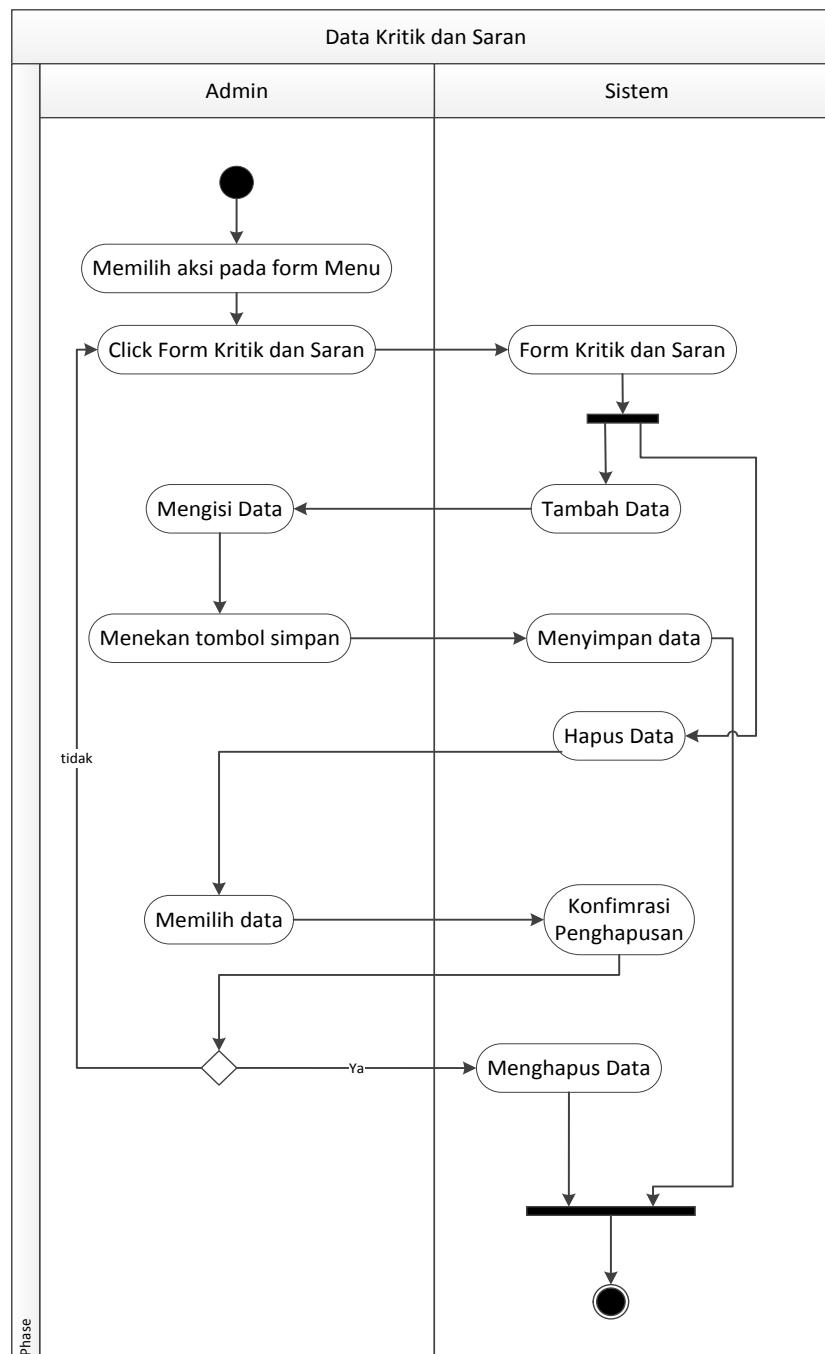 Data Kritik dan Saran
Admin
Sistem
Memilih aksi pada form Menu
Click Form Kritik dan Saran
Form Kritik dan Saran
Mengisi Data
Tambah Data
Menekan tombol simpan
Menyimpan data
Hapus Data
tidak
Memilih data
Konfimrasi
Penghapusan
Ya
Menghapus Data
Phase